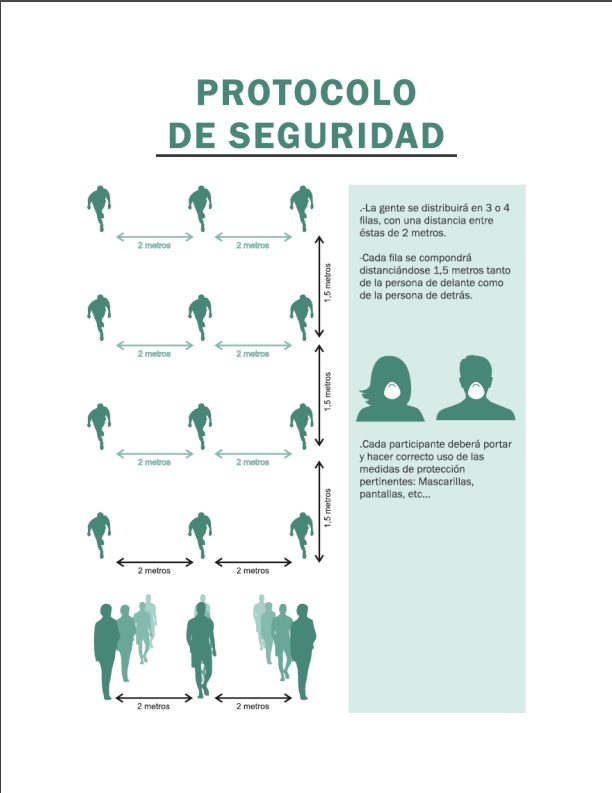 PROTOCOLO
DE SEGURIDAD
2 metros
2 metros
1,5 metros
2 metros
2 metros
1,5 metros
2 metros
2 metros
1,5 metros
2 metros
2 metros
2 metros
2 metros
.-La gente se distribuirá en 3 o 4
filas, con una distancia entre
éstas de 2 metros.
-Cada fila se compondrá
distanciándose 1,5 metros tanto
de la persona de delante como
de la persona de detrás.
.Cada participante deberá portar
y hacer correcto uso de las
medidas de protección
pertinentes: Mascarillas,
pantallas, etc...